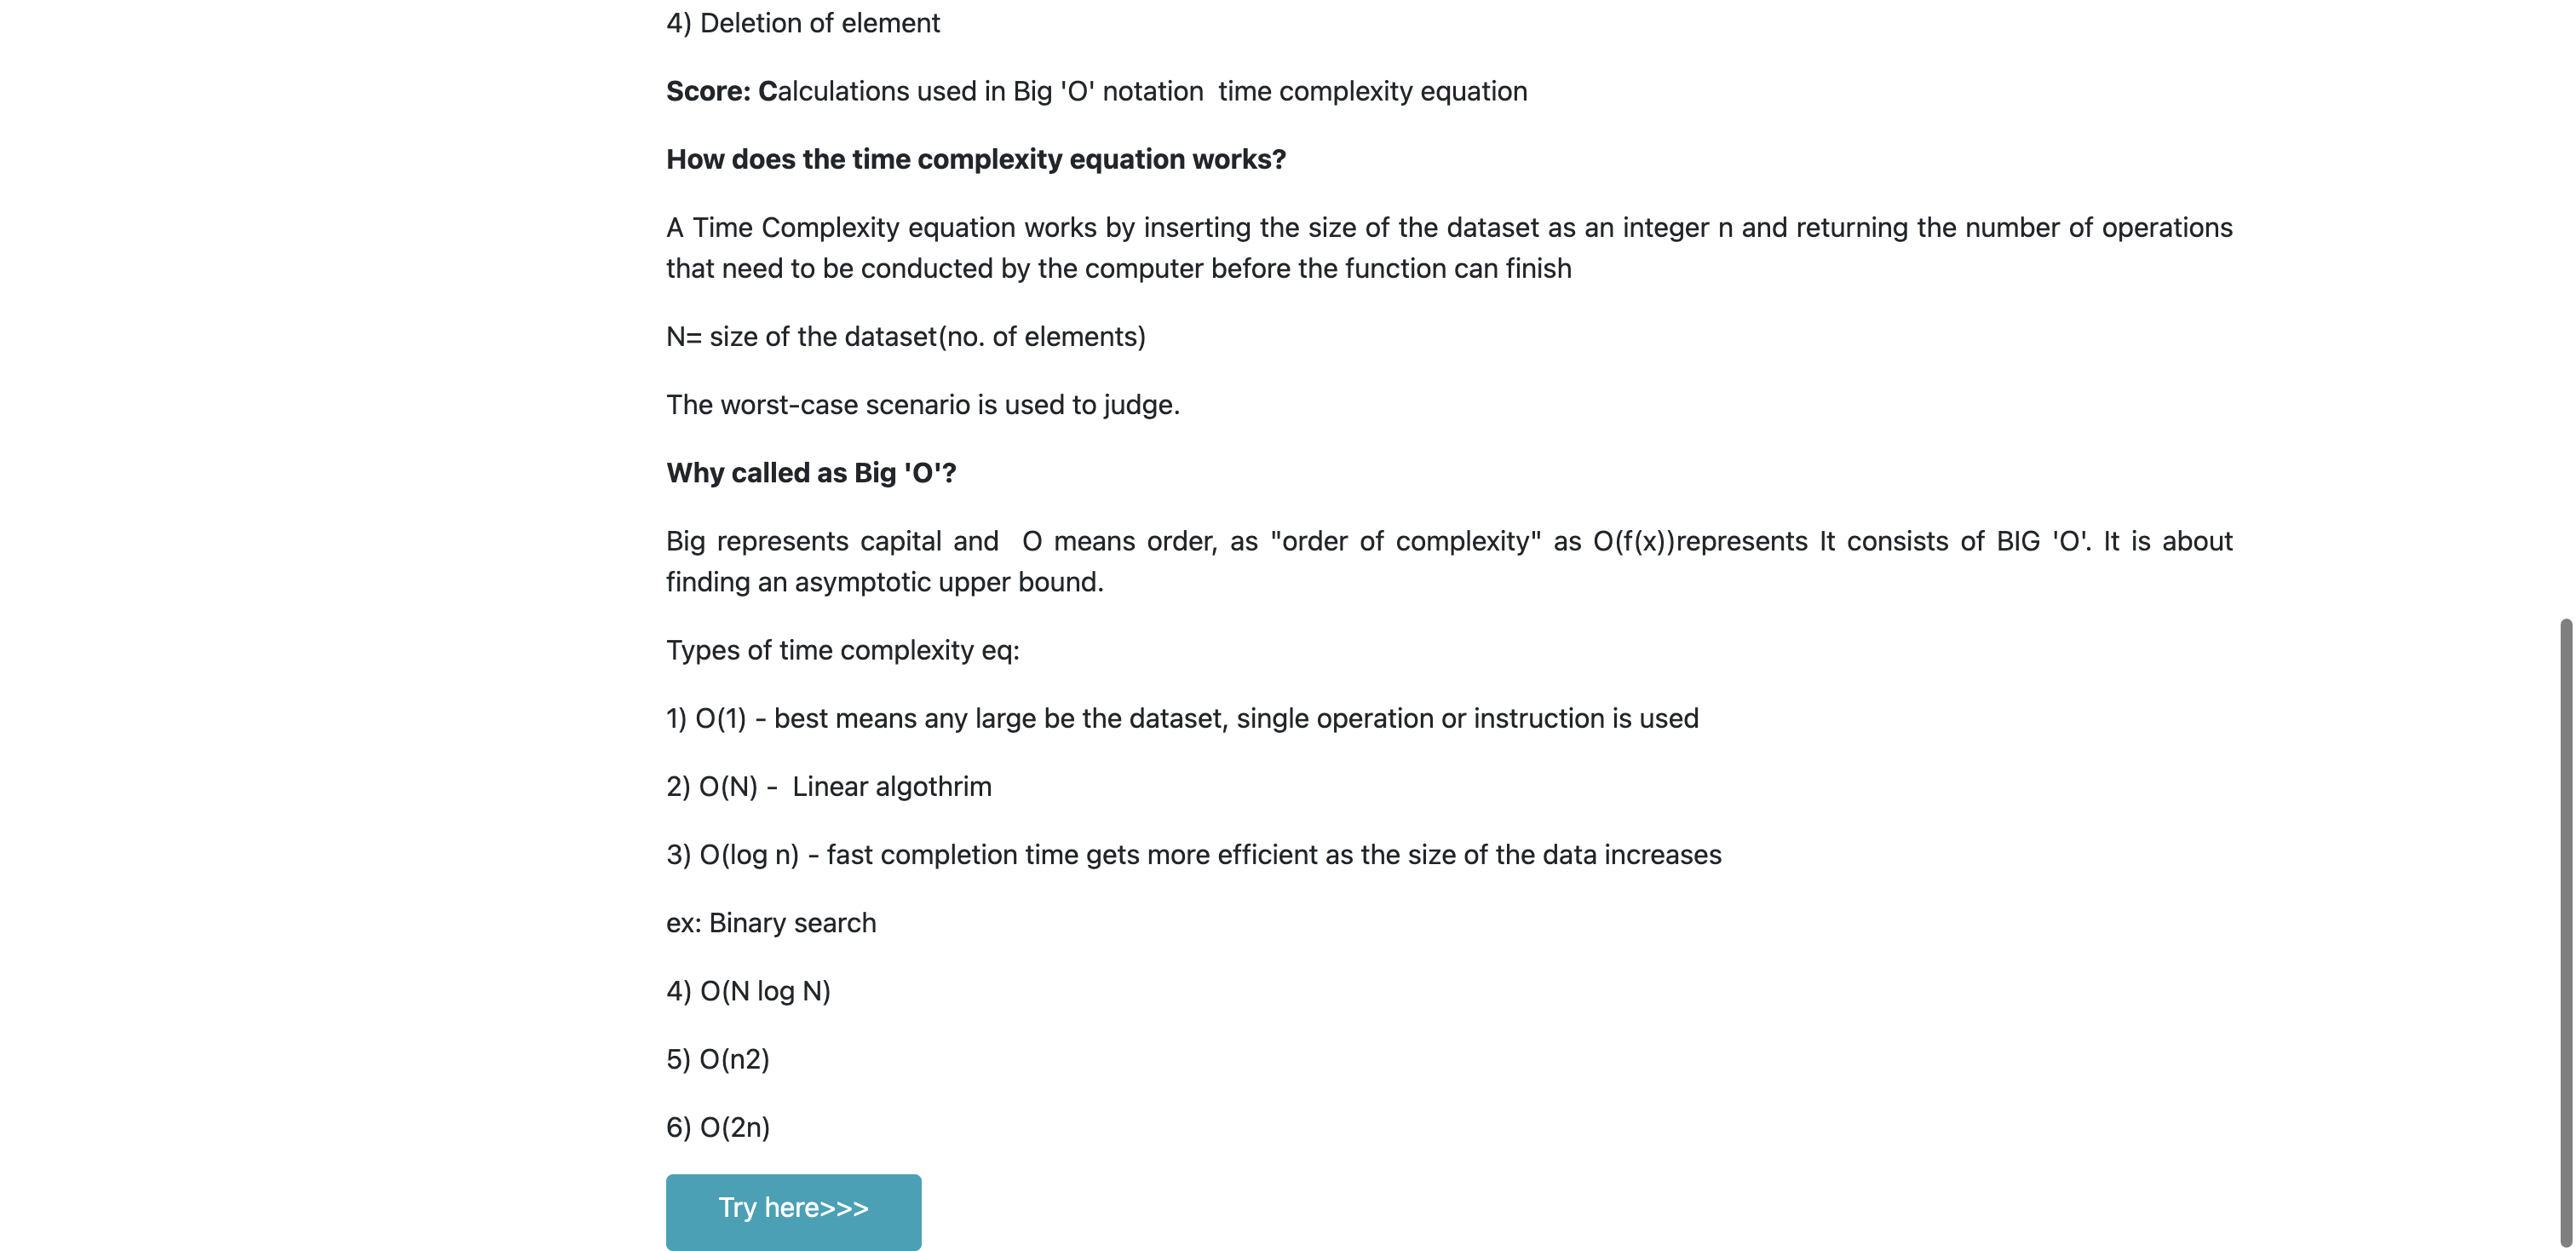 4) Deletion of element
Score: Calculations used in Big 'O' notation  time complexity equation
How does the time complexity equation works?
A Time Complexity equation works by inserting the size of the dataset as an integer n and returning the number of operations
that need to be conducted by the computer before the function can finish
N= size of the dataset(no. of elements)
The worst-case scenario is used to judge.
Why called as Big 'O'?
Big represents capital and  O means order, as "order of complexity" as O(f(x))represents It consists of BIG 'O'. It is about
finding an asymptotic upper bound.
Types of time complexity eq:
1) O(1) - best means any large be the dataset, single operation or instruction is used
2) O(N) -  Linear algothrim
3) O(log n) - fast completion time gets more efficient as the size of the data increases
ex: Binary search
4) O(N log N)
5) O(n2)
6) O(2n)
Try here>>>